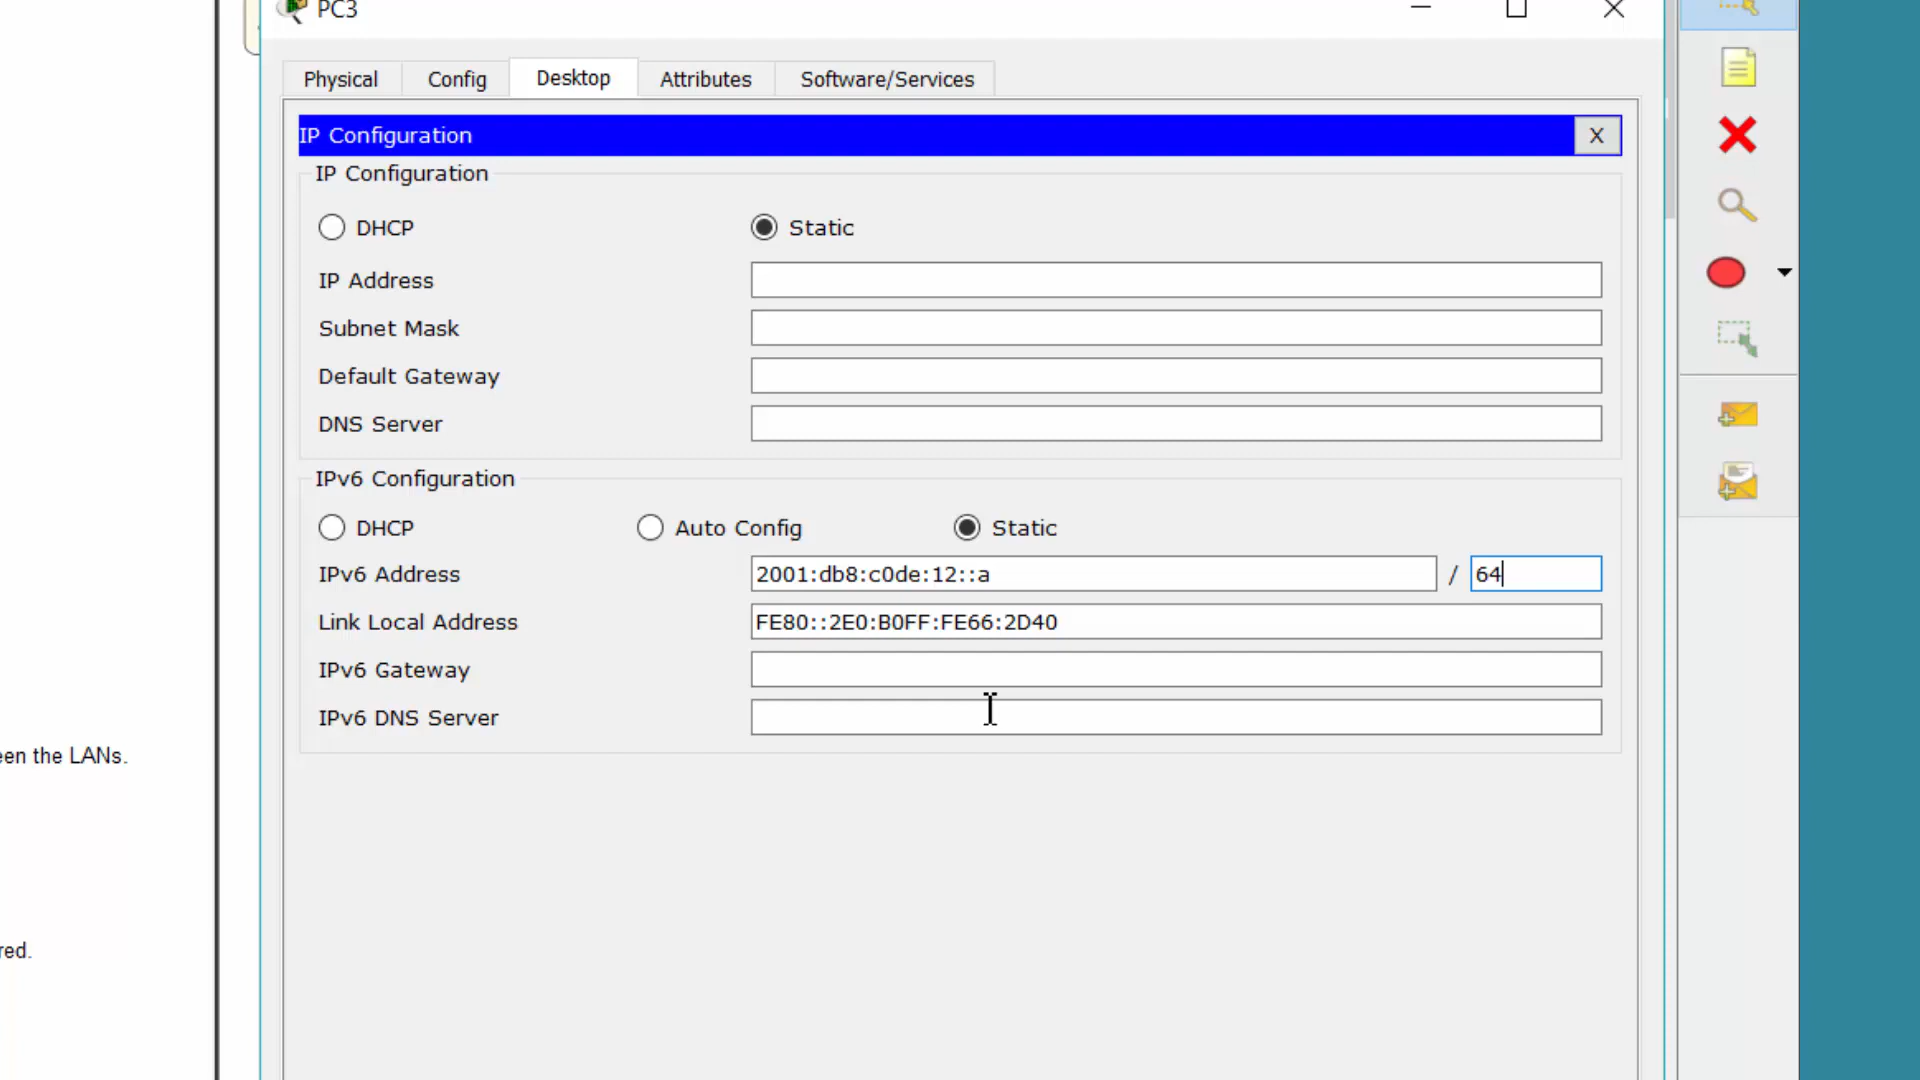 PC3
Physical Config Desktop Attributes Software/Services
IP Configuration X
IP Configuration
DHCP Static
IP Address
Subnet Mask
Default Gateway
DNS Server
IPv6 Configuration
DHCP Auto Config Static
IPv6 Address 2001:db8:c0de:12::a / 64
Link Local Address FE80::2E0:B0FF:FE66:2D40
IPv6 Gateway
IPv6 DNS Server
een the LANs.
red.